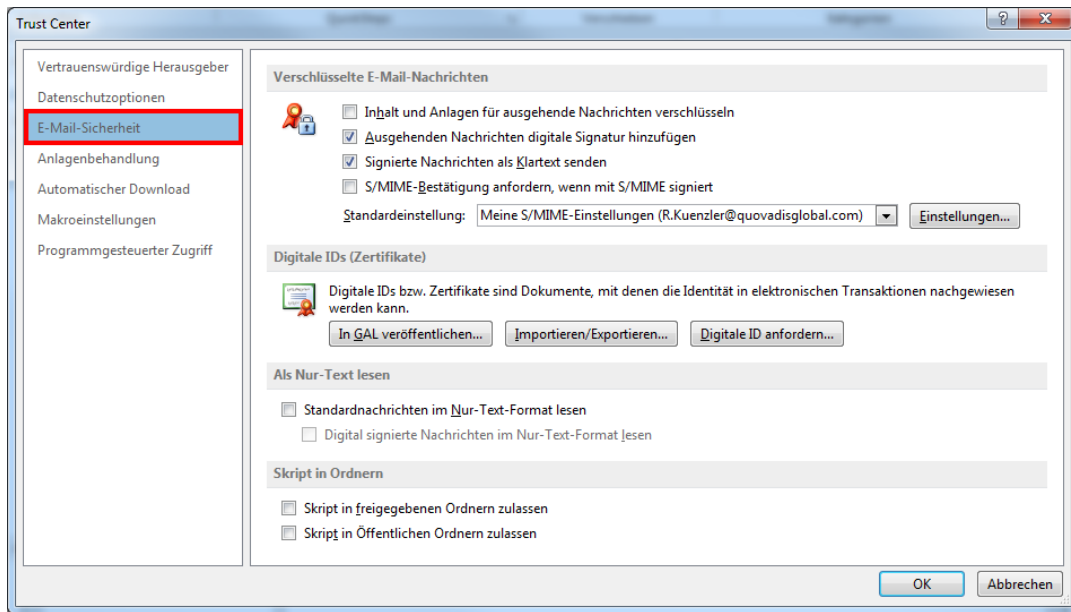 Trust Center
Vertrauenswürdige Herausgeber
Datenschutzoptionen
E-Mail-Sicherheit
Anlagenbehandlung
Automatischer Download
Makroeinstellungen
Programmgesteuerter Zugriff
Verschlüsselte E-Mail-Nachrichten
Inhalt und Anlagen für ausgehende Nachrichten verschlüsseln
Ausgehenden Nachrichten digitale Signatur hinzufügen
Signierte Nachrichten als Klartext senden
S/MIME-Bestätigung anfordern, wenn mit S/MIME signiert
Standardeinstellung: Meine S/MIME-Einstellungen (R.Kuenzler@quovadisglobal.com) Einstellungen...
Digitale IDs (Zertifikate)
Digitale IDs bzw. Zertifikate sind Dokumente, mit denen die Identität in elektronischen Transaktionen nachgewiesen
werden kann.
In GAL veröffentlichen... Importieren/Exportieren... Digitale ID anfordern...
Als Nur-Text lesen
Standardnachrichten im Nur-Text-Format lesen
Digital signierte Nachrichten im Nur-Text-Format lesen
Skript in Ordnern
Skript in freigegebenen Ordnern zulassen
Skript in Öffentlichen Ordnern zulassen
OK Abbrechen